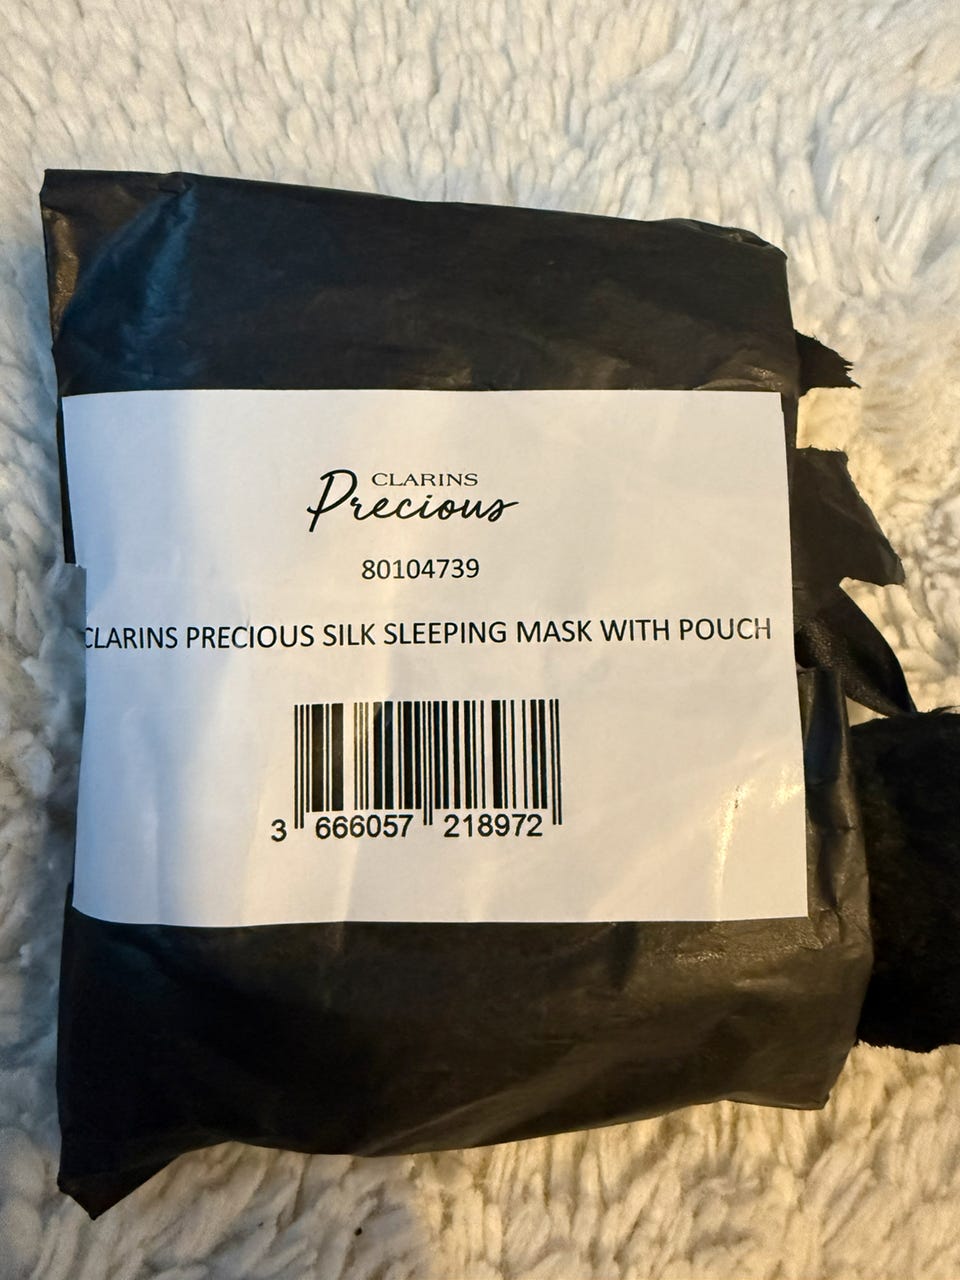 CLARINS
Precious
80104739
CLARINS PRECIOUS SILK SLEEPING MASK WITH POUCH
3 666057 218972